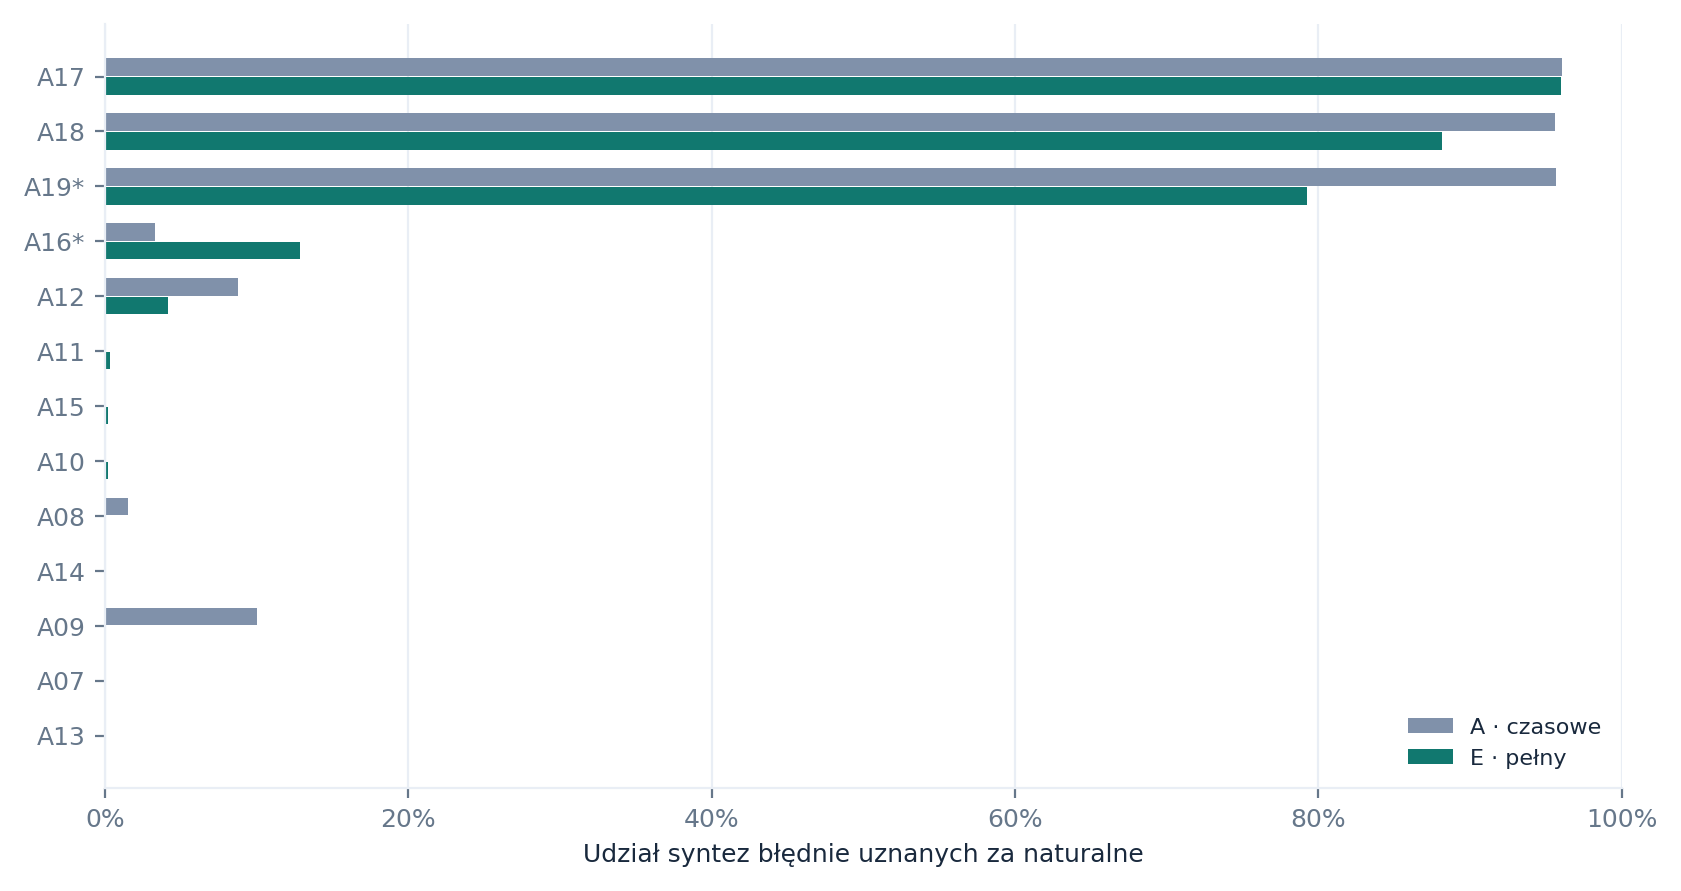 A17
A18
A19*
A16*
A12
A11
A15
A10
A08
A14
A09
A07
A13
A · czasowe
E · pełny
0% 20% 40% 60% 80% 100%
Udział syntez błędnie uznanych za naturalne